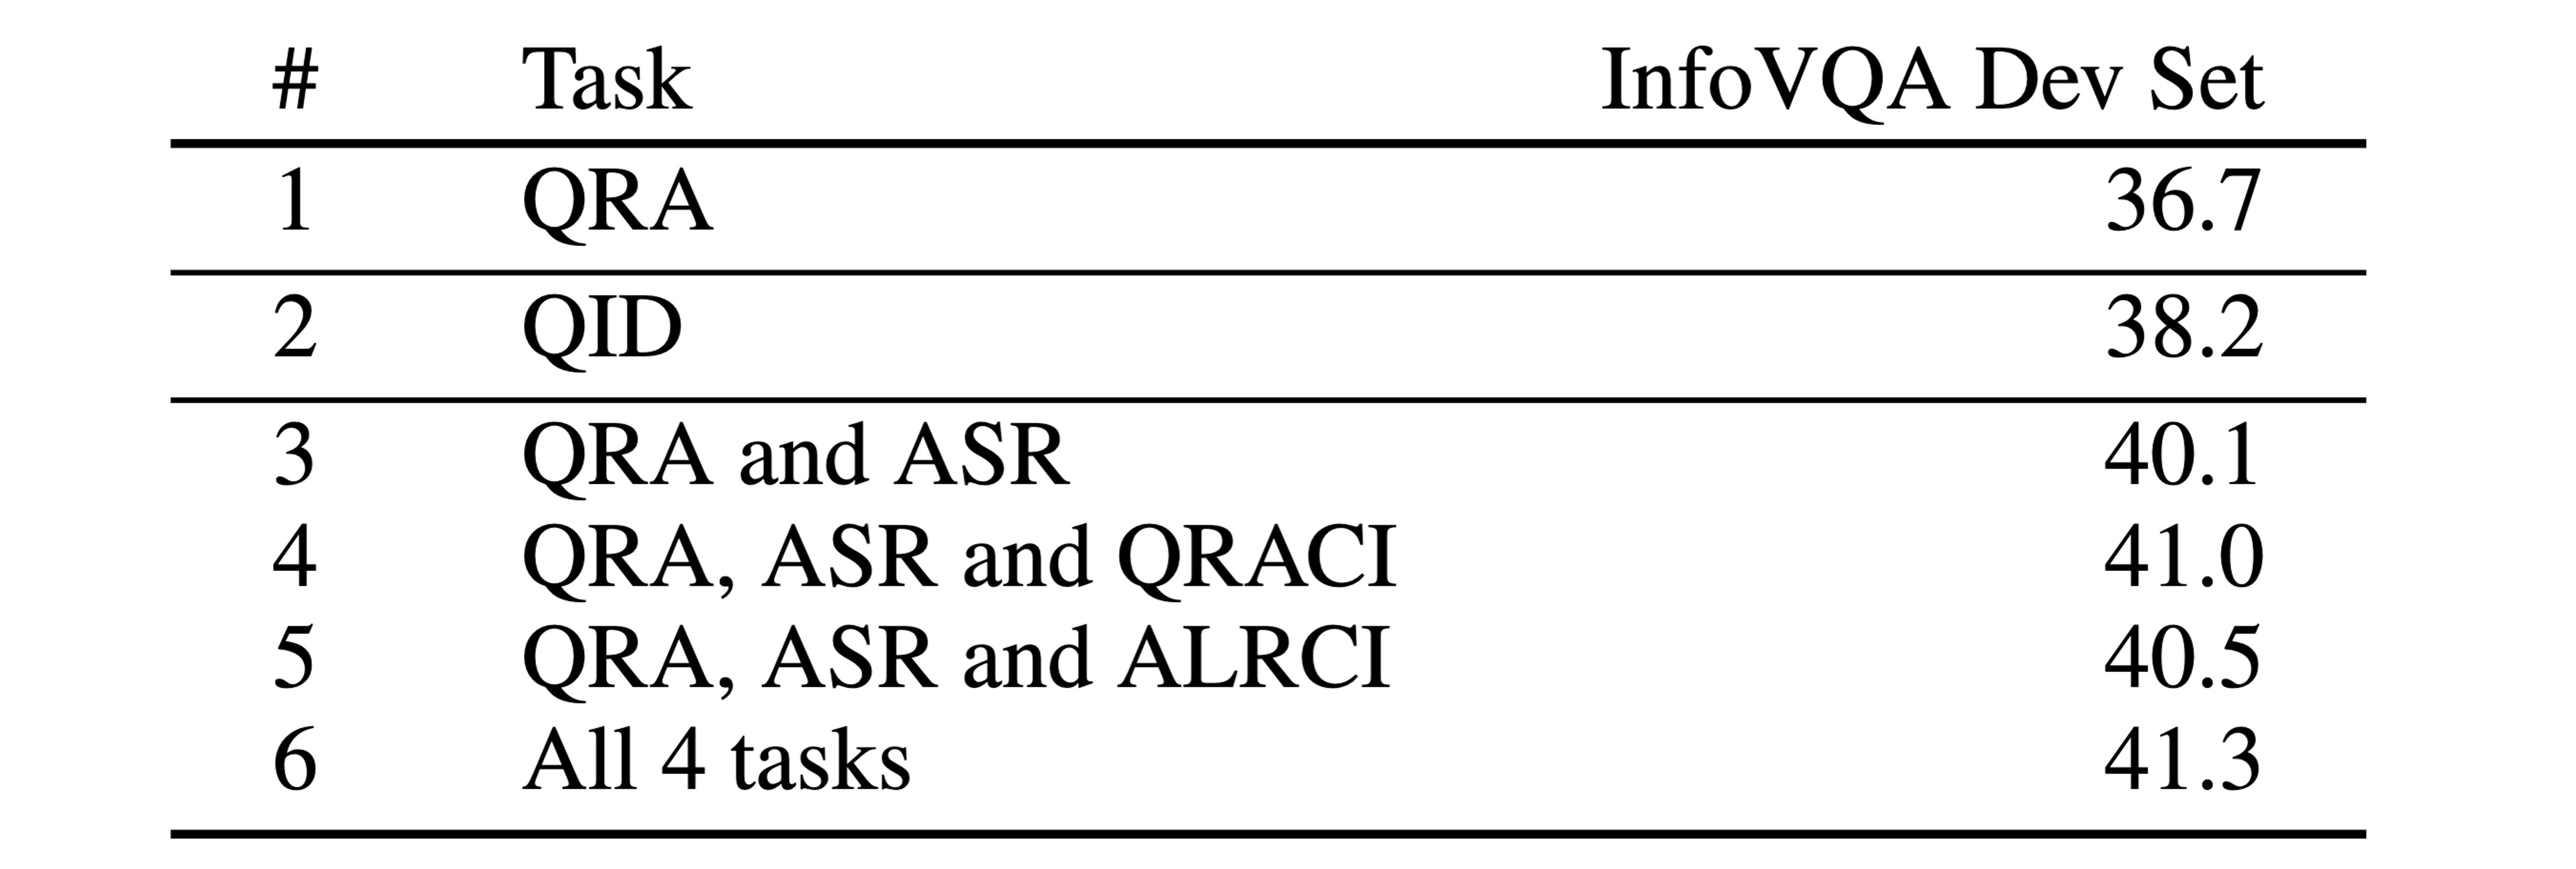 # Task InfoVQA Dev Set
1 QRA 36.7
2 QID 38.2
3 QRA and ASR 40.1
4 QRA, ASR and QRACI 41.0
5 QRA, ASR and ALRCI 40.5
6 All 4 tasks 41.3